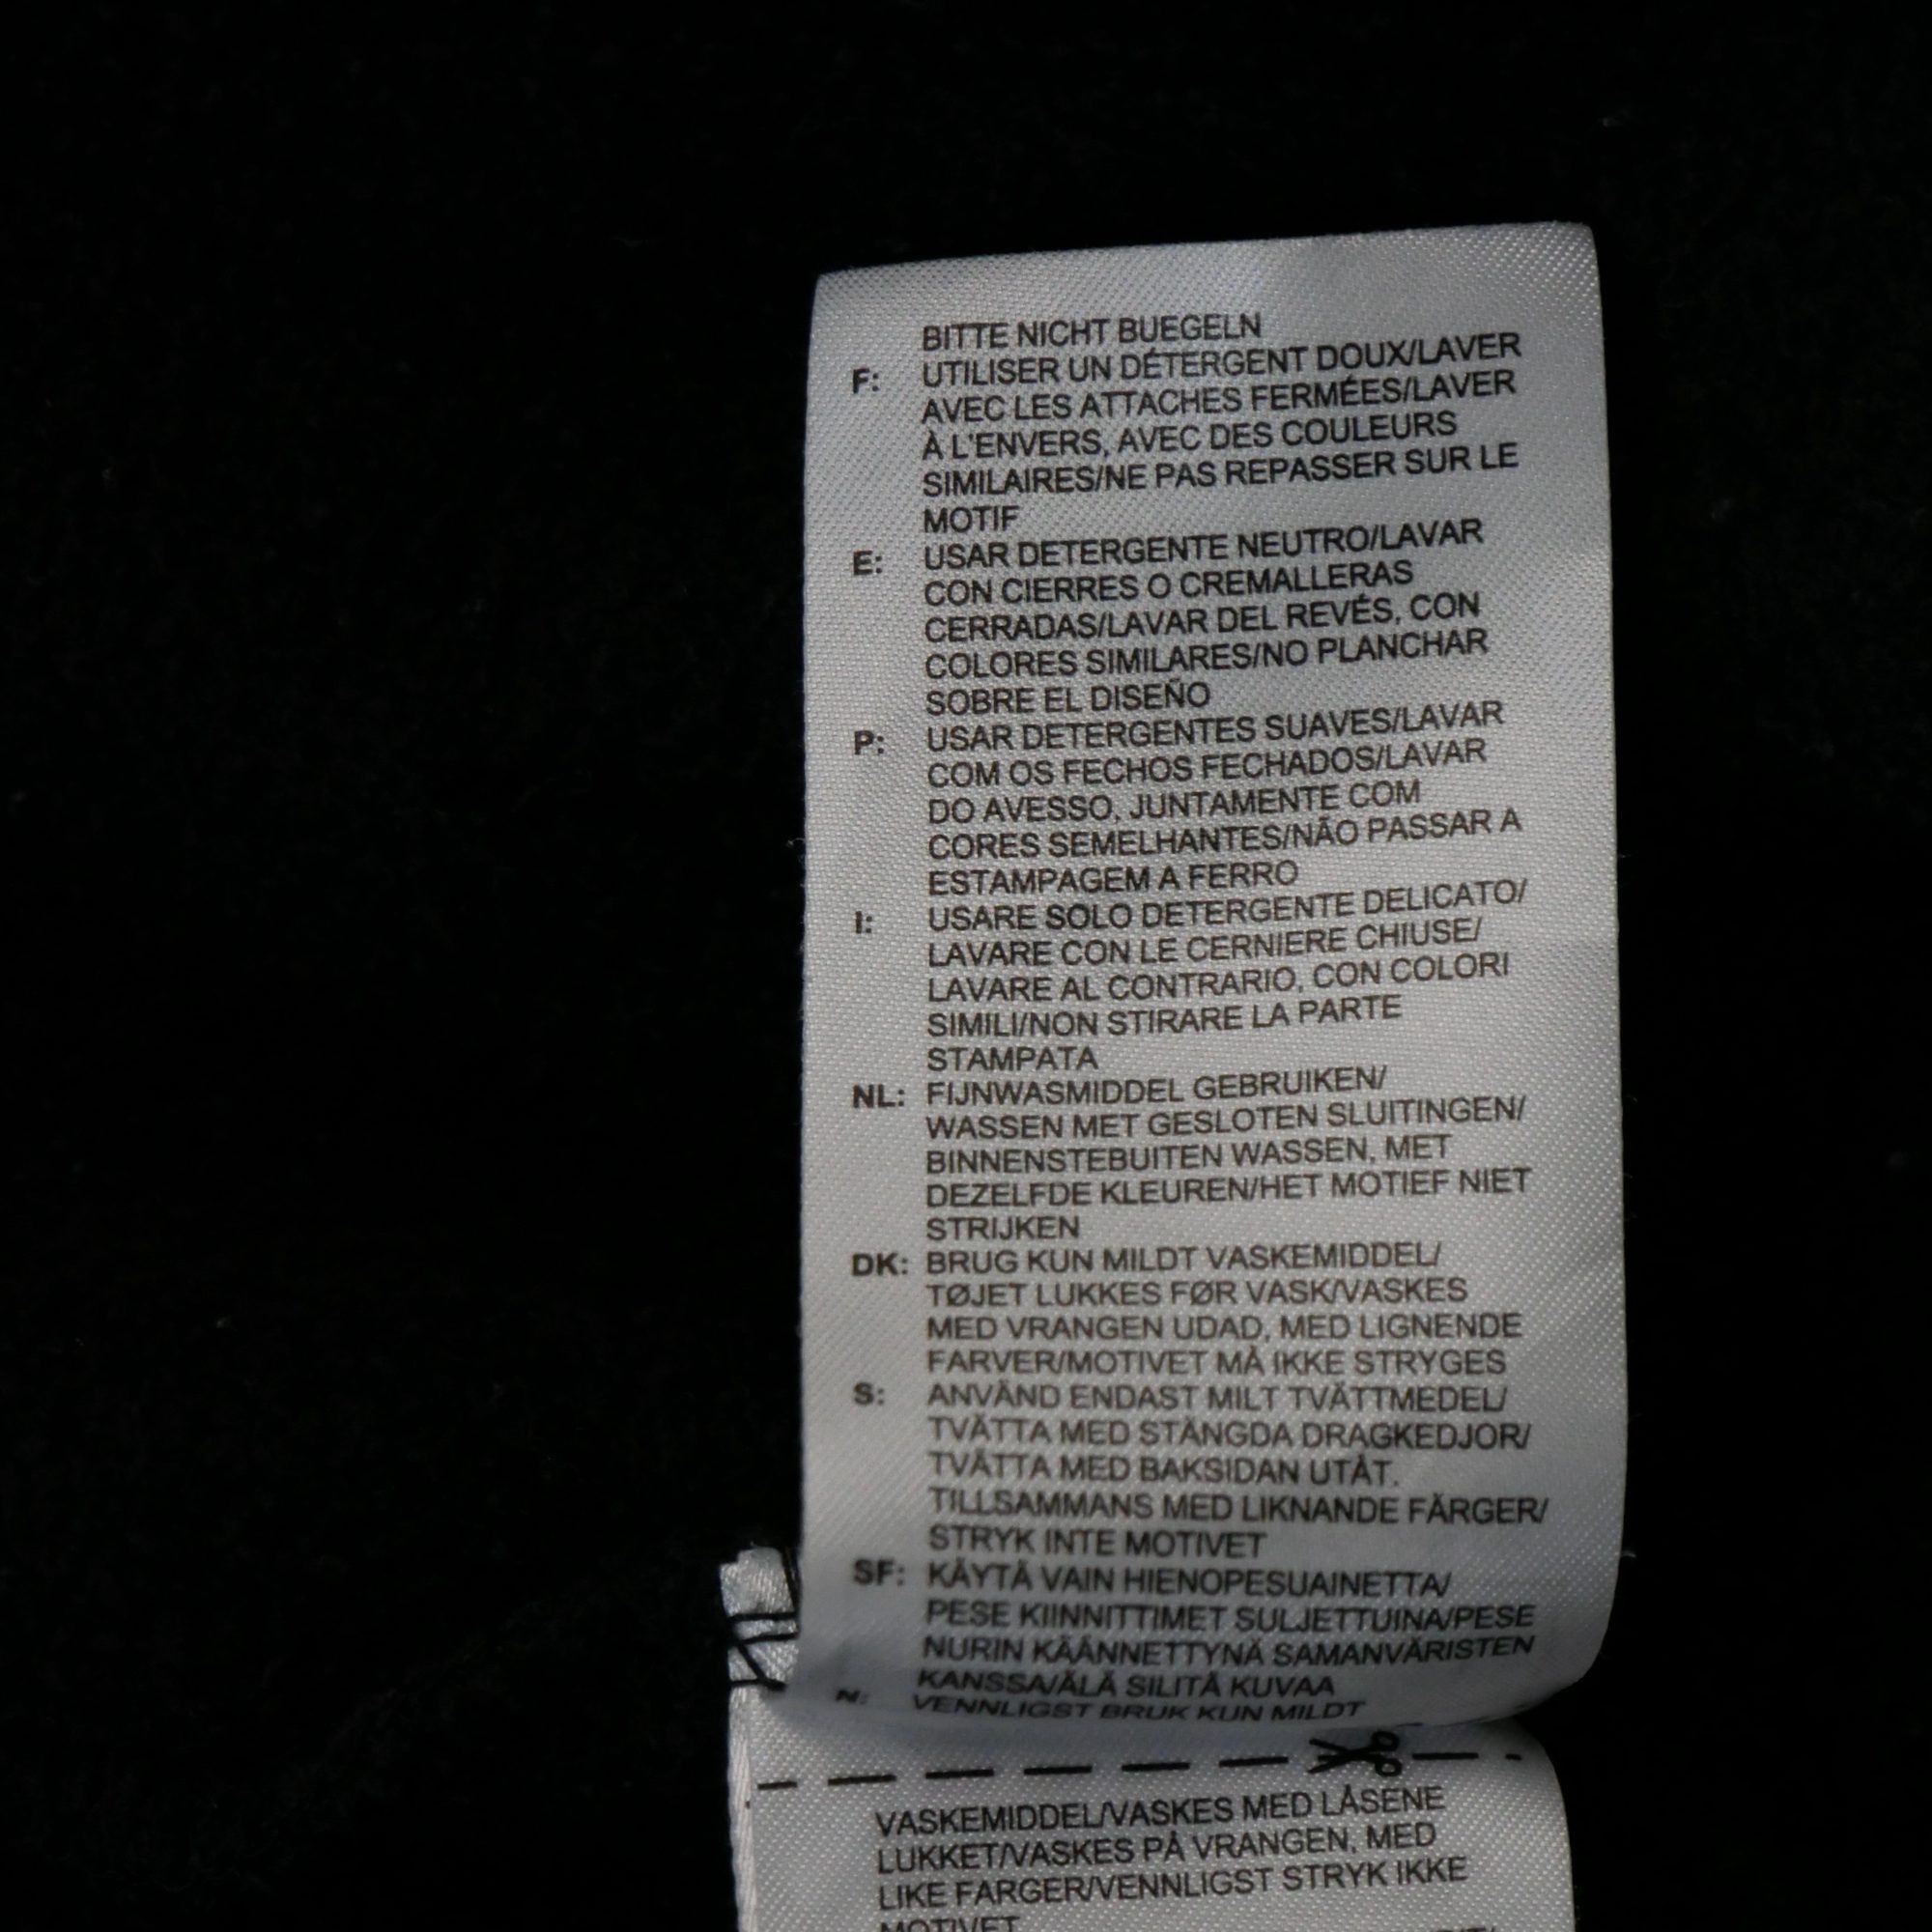 BITTE NICHT BUEGELN
F: UTILISER UN DÉTERGENT DOUX/LAVER
AVEC LES ATTACHES FERMÉES/LAVER
À L'ENVERS, AVEC DES COULEURS
SIMILAIRES/NE PAS REPASSER SUR LE
MOTIF
E: USAR DETERGENTE NEUTRO/LAVAR
CON CIERRES O CREMALLERAS
CERRADAS/LAVAR DEL REVÉS, CON
COLORES SIMILARES/NO PLANCHAR
SOBRE EL DISEÑO
P: USAR DETERGENTES SUAVES/LAVAR
COM OS FECHOS FECHADOS/LAVAR
DO AVESSO, JUNTAMENTE COM
CORES SEMELHANTES/NÃO PASSAR A
ESTAMPAGEM A FERRO
I: USARE SOLO DETERGENTE DELICATO/
LAVARE CON LE CERNIERE CHIUSE/
LAVARE AL CONTRARIO, CON COLORI
SIMILI/NON STIRARE LA PARTE
STAMPATA
NL: FIJNWASMIDDEL GEBRUIKEN/
WASSEN MET GESLOTEN SLUITINGEN/
BINNENSTEBUITEN WASSEN, MET
DEZELFDE KLEUREN/HET MOTIEF NIET
STRIJKEN
DK: BRUG KUN MILDT VASKEMIDDEL/
TØJET LUKKES FØR VASK/VASKES
MED VRANGEN UDAD, MED LIGNENDE
FARVER/MOTIVET MÅ IKKE STRYGES
S: ANVÄND ENDAST MILT TVÄTTMEDEL/
TVÄTTA MED STÄNGDA DRAGKEDJOR/
TVÄTTA MED BAKSIDAN UTÅT.
TILLSAMMANS MED LIKNANDE FÄRGER/
STRYK INTE MOTIVET
SF: KÄYTÄ VAIN HIENOPESUAINETTA/
PESE KIINNITTIMET SULJETTUINA/PESE
NURIN KÄÄNNETTYNÄ SAMANVÄRISTEN
KANSSA/ÄLÄ SILITÄ KUVAA
N: VENNLIGST BRUK KUN MILDT
VASKEMIDDEL/VASKES MED LÅSENE
LUKKET/VASKES PÅ VRANGEN, MED
LIKE FARGER/VENNLIGST STRYK IKKE
MOTIVET